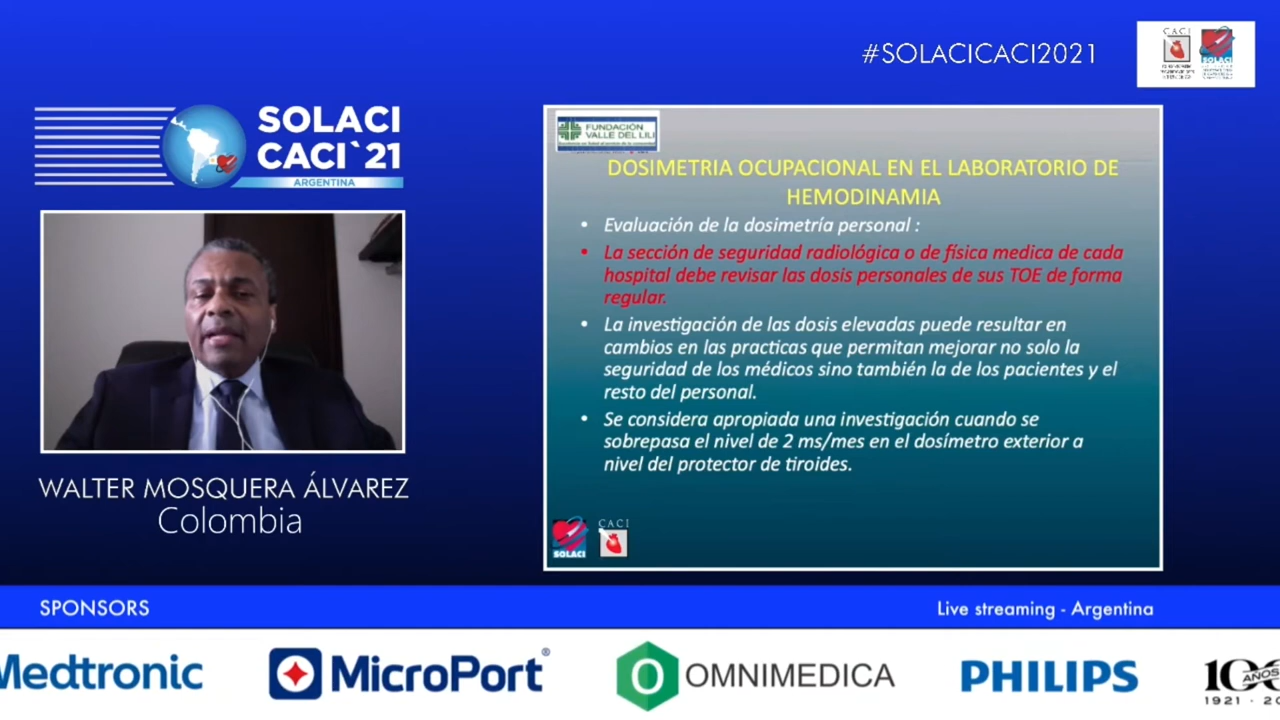 #SOLACICACI2021
CACI
SOLACI
SOLACI
CACI`21
ARGENTINA
WALTER MOSQUERA ÁLVAREZ
Colombia
FUNDACIÓN
VALLE DEL LILI
DOSIMETRIA OCUPACIONAL EN EL LABORATORIO DE
HEMODINAMIA
• Evaluación de la dosimetría personal :
• La sección de seguridad radiológica o de física medica de cada
hospital debe revisar las dosis personales de sus TOE de forma
regular.
• La investigación de las dosis elevadas puede resultar en
cambios en las practicas que permitan mejorar no solo la
seguridad de los médicos sino también la de los pacientes y el
resto del personal.
• Se considera apropiada una investigación cuando se
sobrepasa el nivel de 2 ms/mes en el dosímetro exterior a
nivel del protector de tiroides.
SOLACI
CACI
SPONSORS
Live streaming - Argentina
Medtronic
MicroPort®
OMNIMEDICA
PHILIPS
AÑOS
1921 · 20